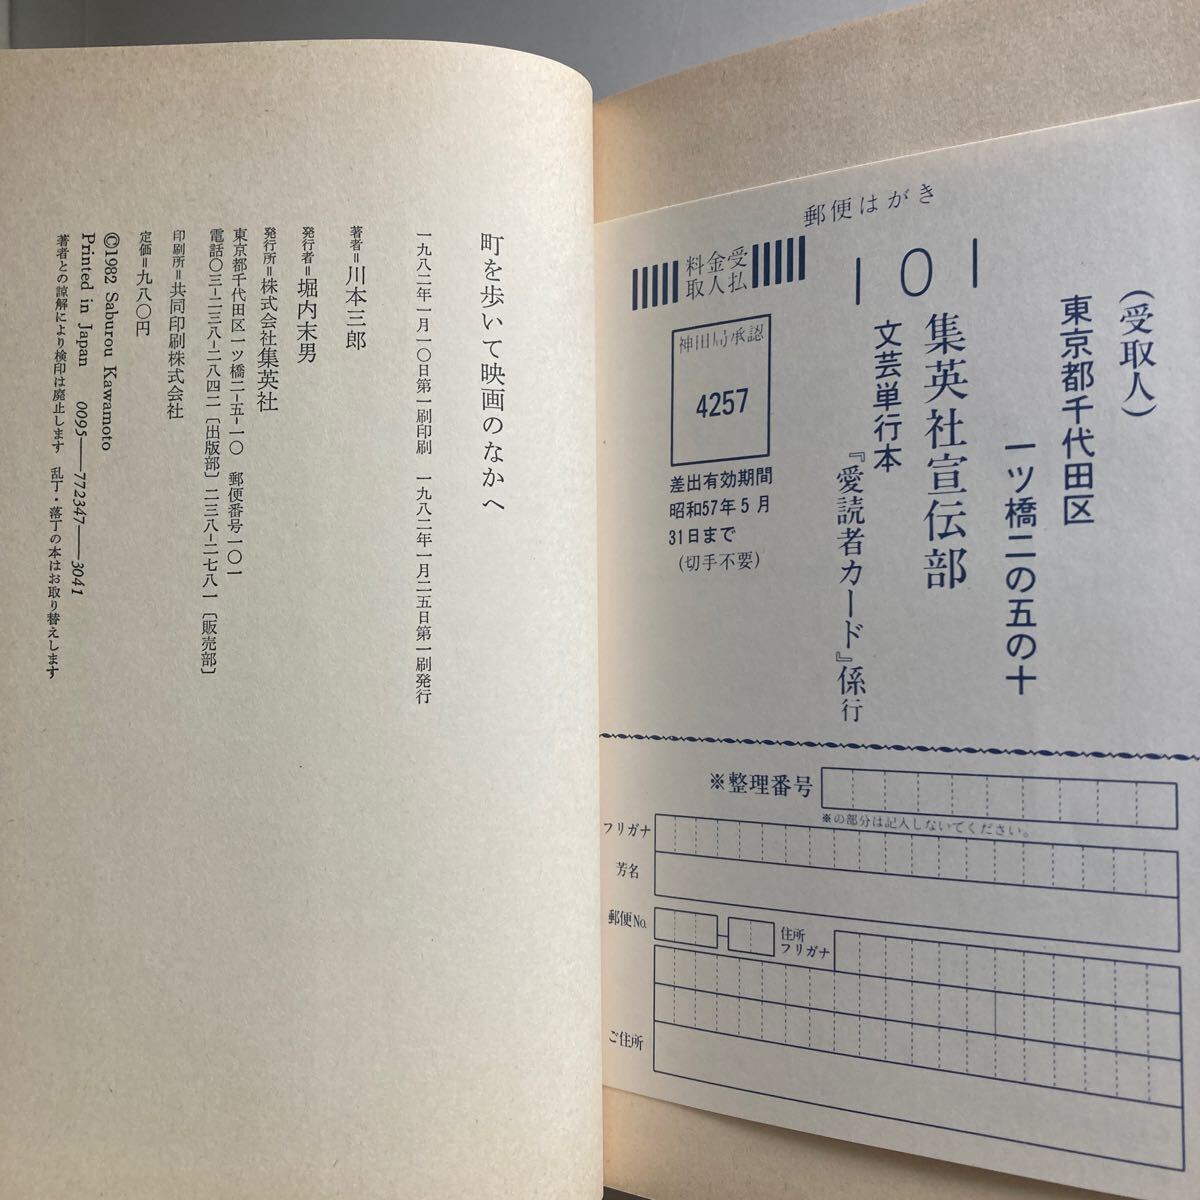 町を歩いて映画のなかへ
一九八二年一月一〇日第一刷印刷　一九八二年一月二五日第一刷発行
著者＝川本三郎
発行者＝堀内末男
発行所＝株式会社集英社
東京都千代田区一ツ橋二-五-一〇　郵便番号一〇一
電話〇三-二三八-二八四二〔出版部〕二三八-二七八一〔販売部〕
印刷所＝共同印刷株式会社
定価＝九八〇円
©1982 Saburou Kawamoto
Printed in Japan　0095—772347—3041
著者との諒解により検印は廃止します　乱丁・落丁の本はお取り替えします
郵便はがき
101
料金受取人払
神田局承認
4257
差出有効期間
昭和57年5月
31日まで
(切手不要)
(受取人)
東京都千代田区
一ツ橋二の五の十
集英社宣伝部
文芸単行本
『愛読者カード』係行
※整理番号
※の部分は記入しないでください。
フリガナ
芳名
郵便No.
住所
フリガナ
ご住所